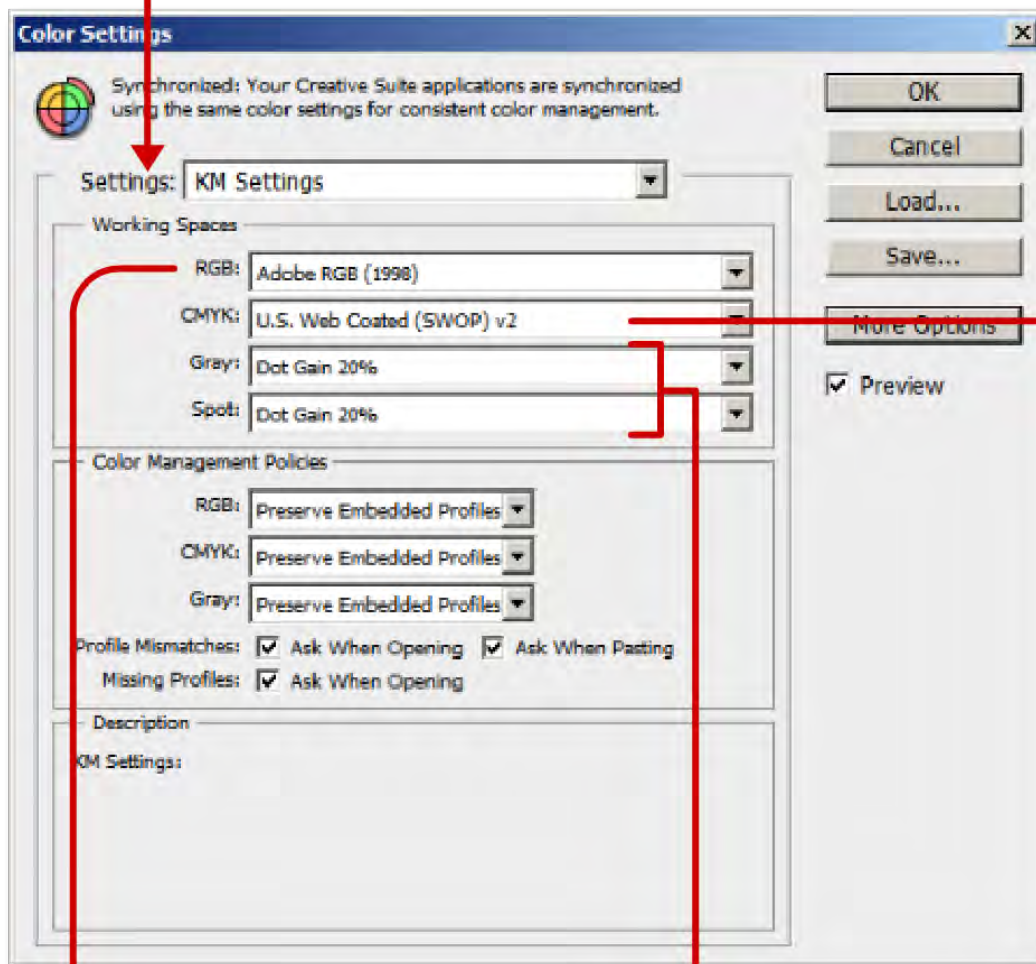 Color Settings
Synchronized: Your Creative Suite applications are synchronized
using the same color settings for consistent color management.
OK
Cancel
Load...
Save...
More Options
Preview
Settings: KM Settings
Working Spaces
RGB: Adobe RGB (1998)
CMYK: U.S. Web Coated (SWOP) v2
Gray: Dot Gain 20%
Spot: Dot Gain 20%
Color Management Policies
RGB: Preserve Embedded Profiles
CMYK: Preserve Embedded Profiles
Gray: Preserve Embedded Profiles
Profile Mismatches: Ask When Opening Ask When Pasting
Missing Profiles: Ask When Opening
Description
KM Settings: